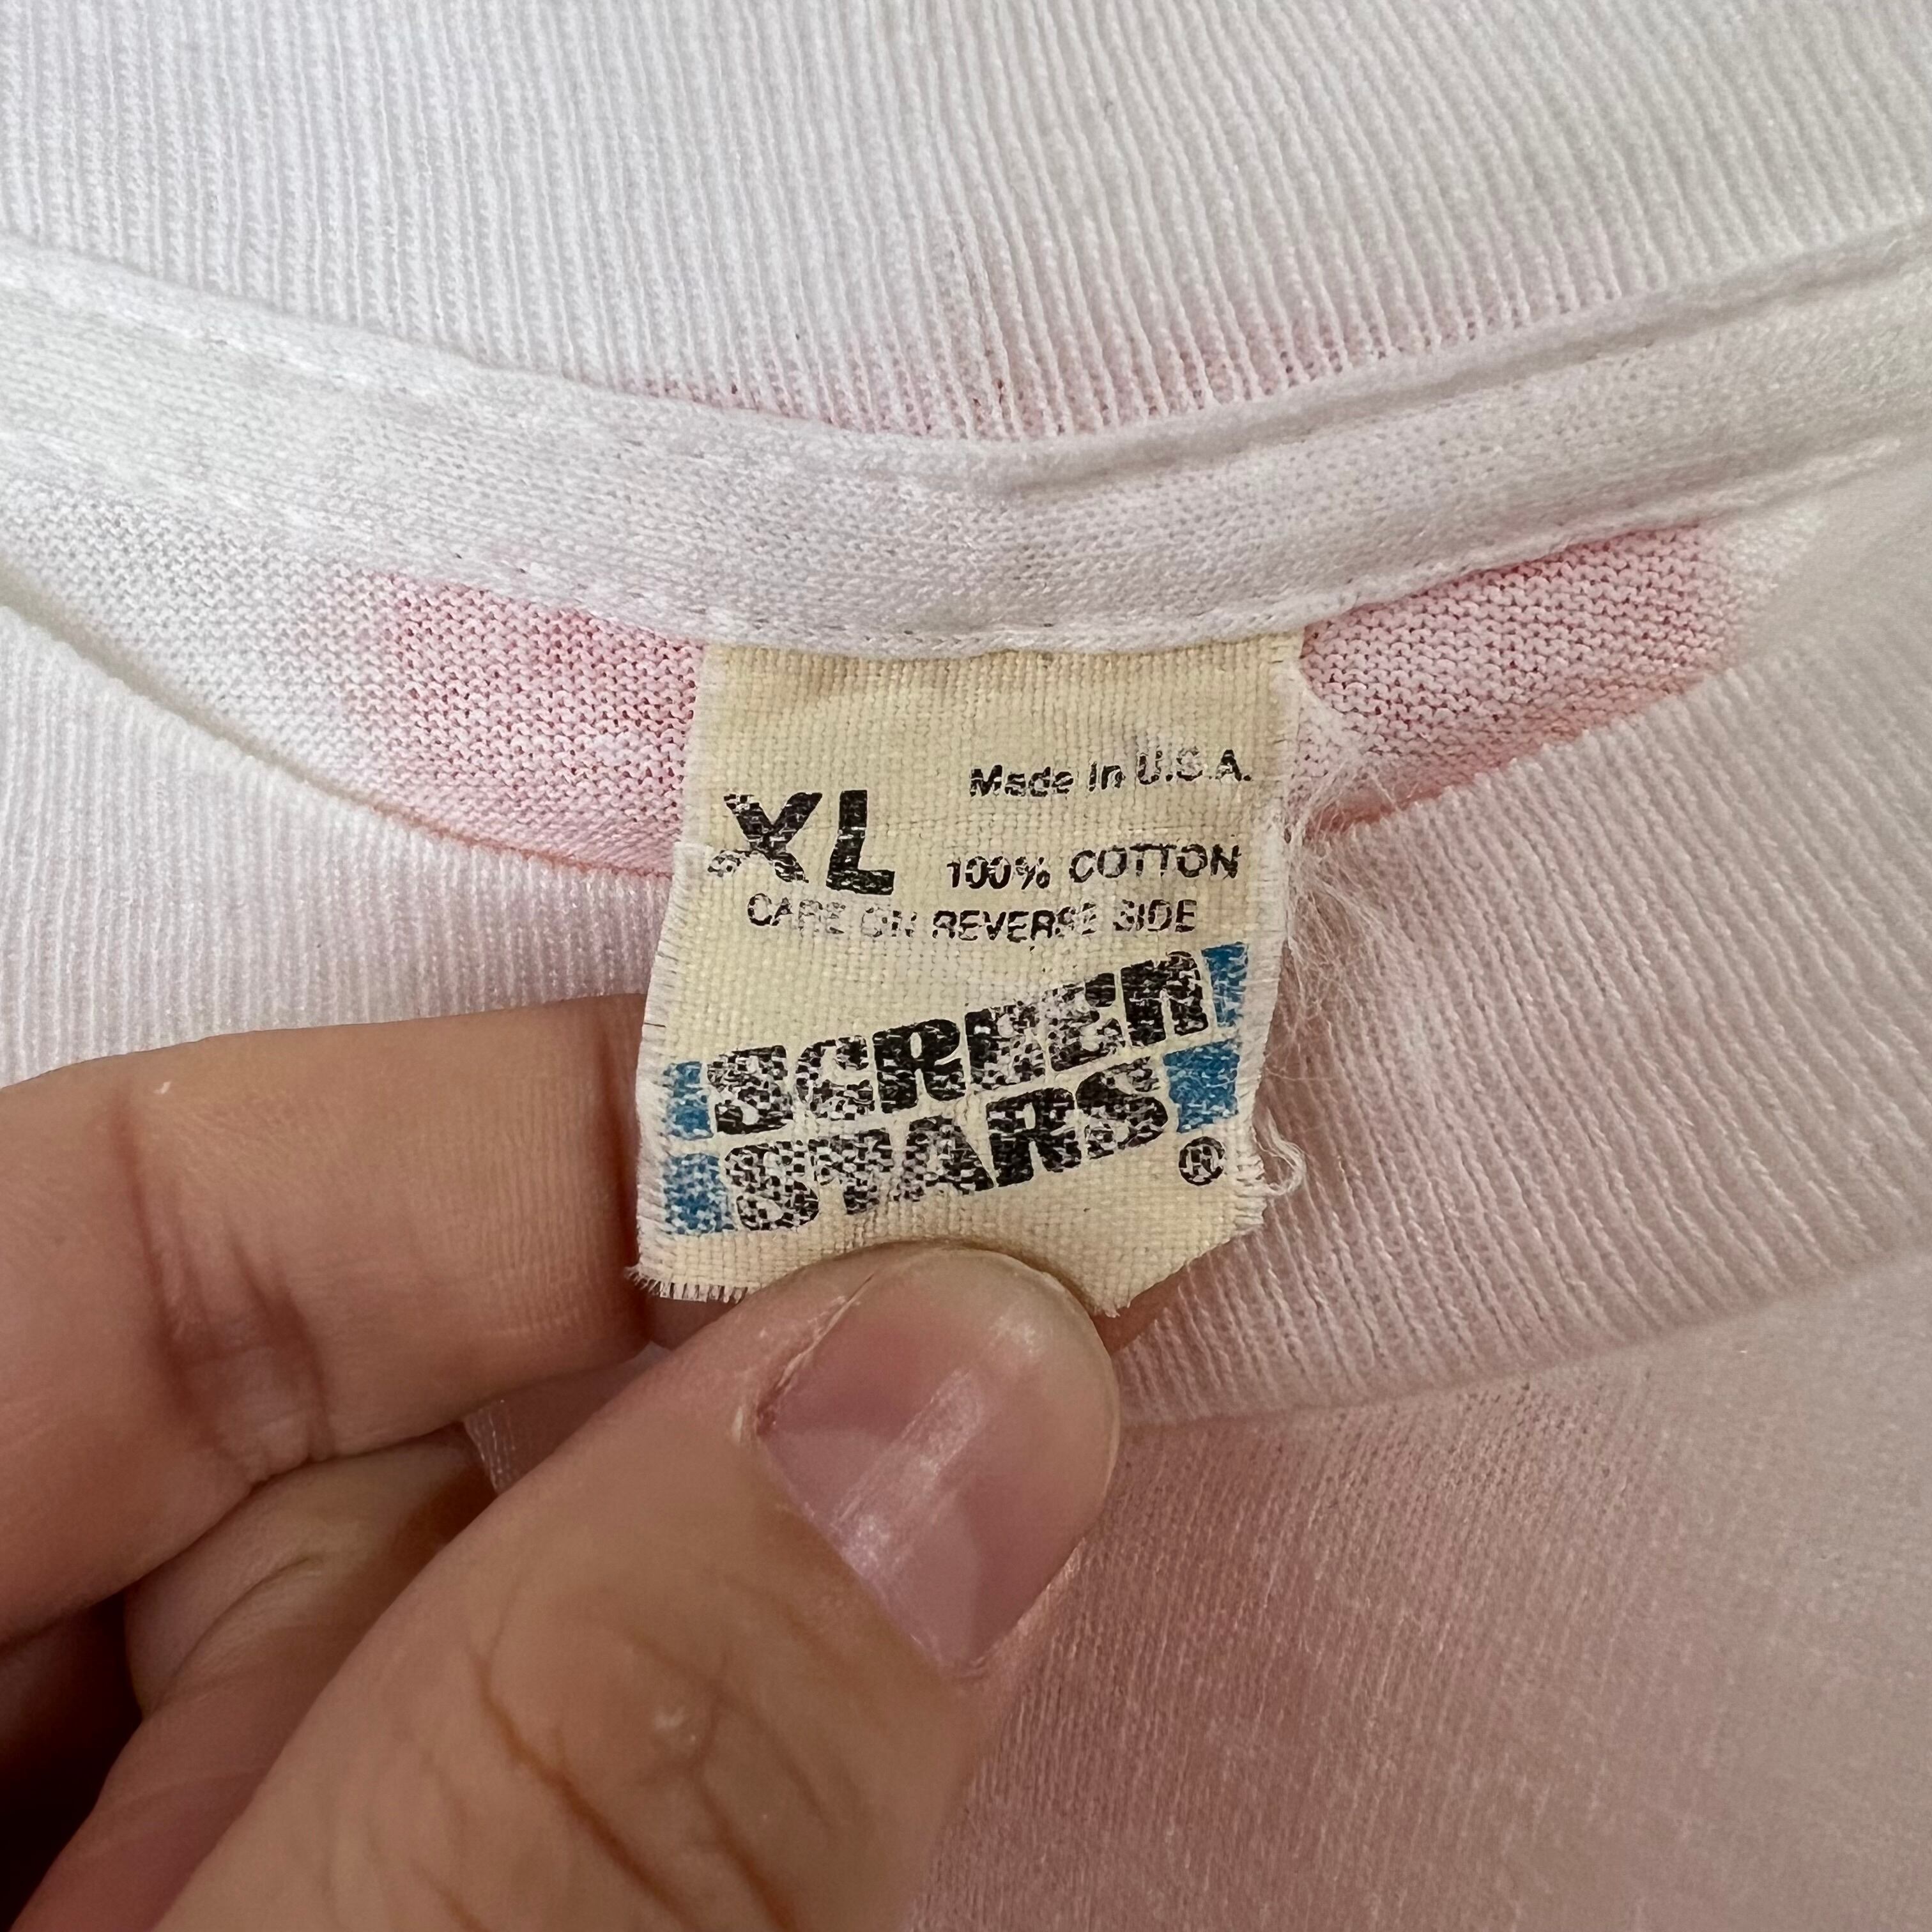 Made In U.S.A.
XL 100% COTTON
CARE ON REVERSE SIDE
SCREEN
STARS ®